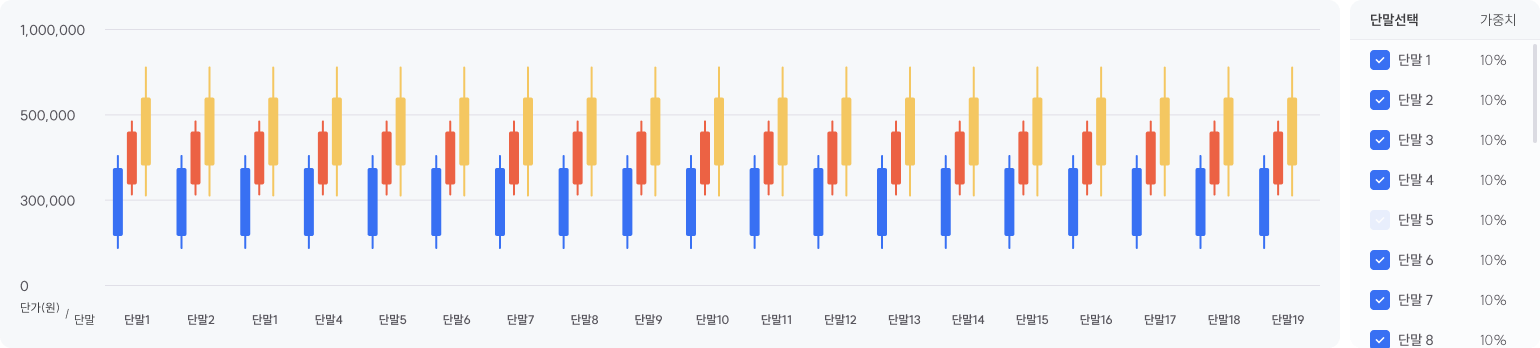 1,000,000
500,000
300,000
0
단가(원) / 단말
단말1 단말2 단말1 단말4 단말5 단말6 단말7 단말8 단말9 단말10 단말11 단말12 단말13 단말14 단말15 단말16 단말17 단말18 단말19
단말선택 가중치
단말 1 10%
단말 2 10%
단말 3 10%
단말 4 10%
단말 5 10%
단말 6 10%
단말 7 10%
단말 8 10%